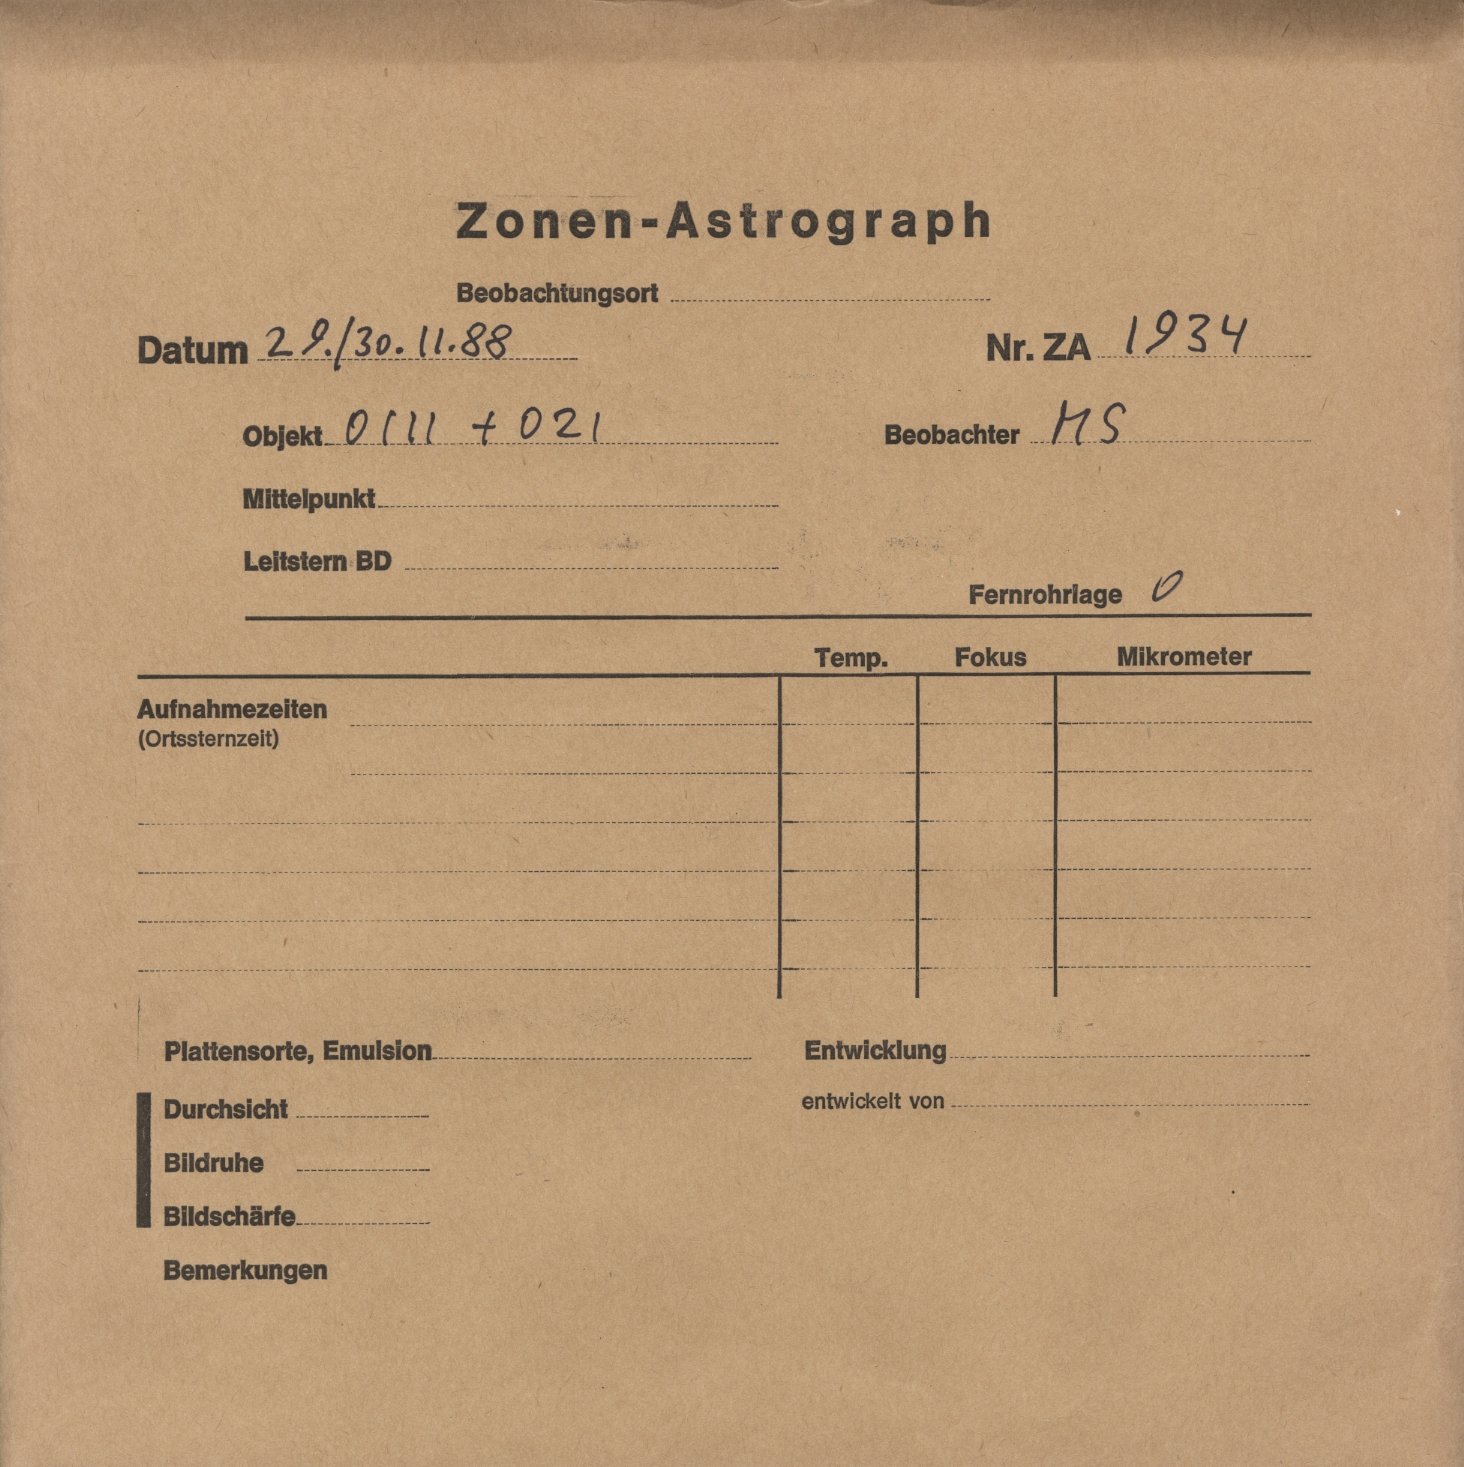 Zonen-Astrograph
Beobachtungsort
Datum 29./30.11.88 Nr. ZA 1934
Objekt 0111 + 021 Beobachter MS
Mittelpunkt
Leitstern BD
Fernrohrlage O
Temp. Fokus Mikrometer
Aufnahmezeiten
(Ortssternzeit)
Plattensorte, Emulsion Entwicklung
Durchsicht entwickelt von
Bildruhe
Bildschärfe
Bemerkungen